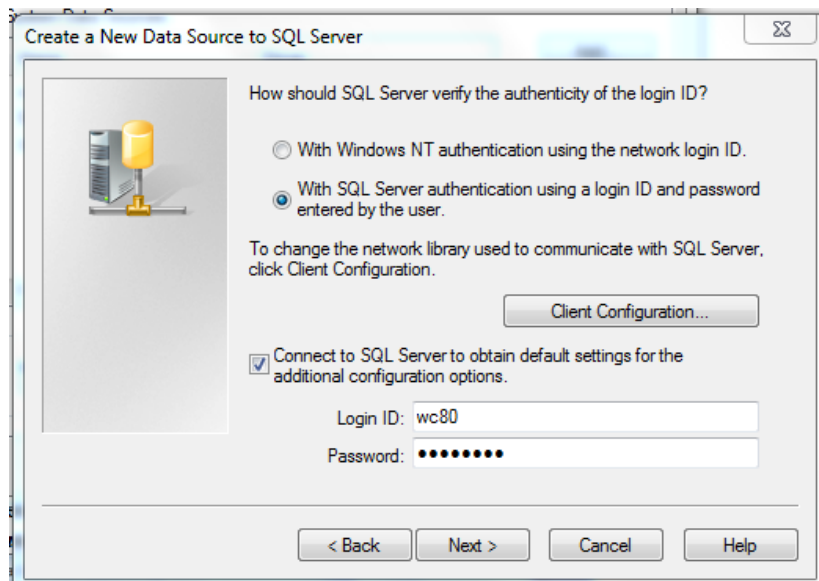 Create a New Data Source to SQL Server
How should SQL Server verify the authenticity of the login ID?
With Windows NT authentication using the network login ID.
With SQL Server authentication using a login ID and password
entered by the user.
To change the network library used to communicate with SQL Server,
click Client Configuration.
Client Configuration...
Connect to SQL Server to obtain default settings for the
additional configuration options.
Login ID: wc80
Password: ●●●●●●●●
< Back Next > Cancel Help